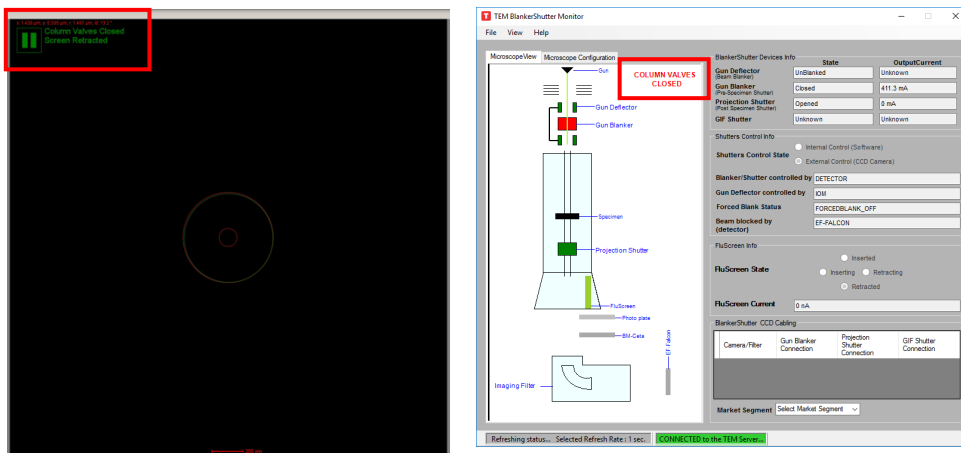 Column Valves Closed
Screen Retracted
TEM BlankerShutter Monitor
File View Help
MicroscopeView Microscope Configuration
COLUMN VALVES
CLOSED
Gun
Gun Deflector
Gun Blanker
Specimen
Projection Shutter
FluScreen
Photo plate
BM-Ceta
EF-Falcon
Imaging Filter
BlankerShutter Devices Info
State OutputCurrent
Gun Deflector
(Beam Blanker)
UnBlanked Unknown
Gun Blanker
(Pre-Specimen Shutter)
Closed 411.3 mA
Projection Shutter
(Post Specimen Shutter)
Opened 0 mA
GIF Shutter Unknown Unknown
Shutters Control Info
Shutters Control State
Internal Control (Software)
External Control (CCD Camera)
Blanker/Shutter controlled by DETECTOR
Gun Deflector controlled by IOM
Forced Blank Status FORCEDBLANK_OFF
Beam blocked by
(detector)
EF-FALCON
FluScreen Info
FluScreen State
Inserted
Inserting Retracting
Retracted
FluScreen Current 0 nA
BlankerShutter CCD Cabling
Camera/Filter
Gun Blanker
Connection
Projection
Shutter
Connection
GIF Shutter
Connection
Market Segment Select Market Segment
Refreshing status... Selected Refresh Rate : 1 sec. CONNECTED to the TEM Server...